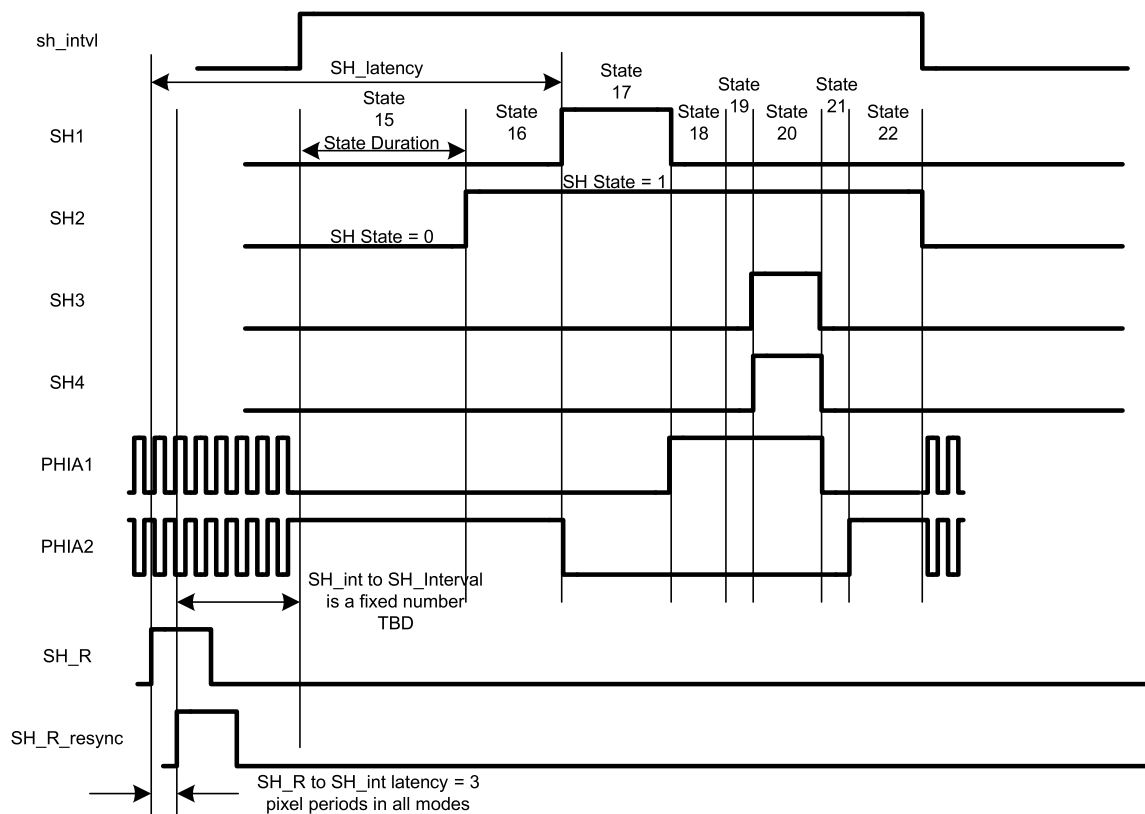 sh_intvl
SH_latency
State
15
State
16
State
17
State
18
State
19
State
20
State
21
State
22
SH1
State Duration
SH State = 1
SH2
SH State = 0
SH3
SH4
PHIA1
PHIA2
SH_int to SH_Interval
is a fixed number
TBD
SH_R
SH_R_resync
SH_R to SH_int latency = 3
pixel periods in all modes